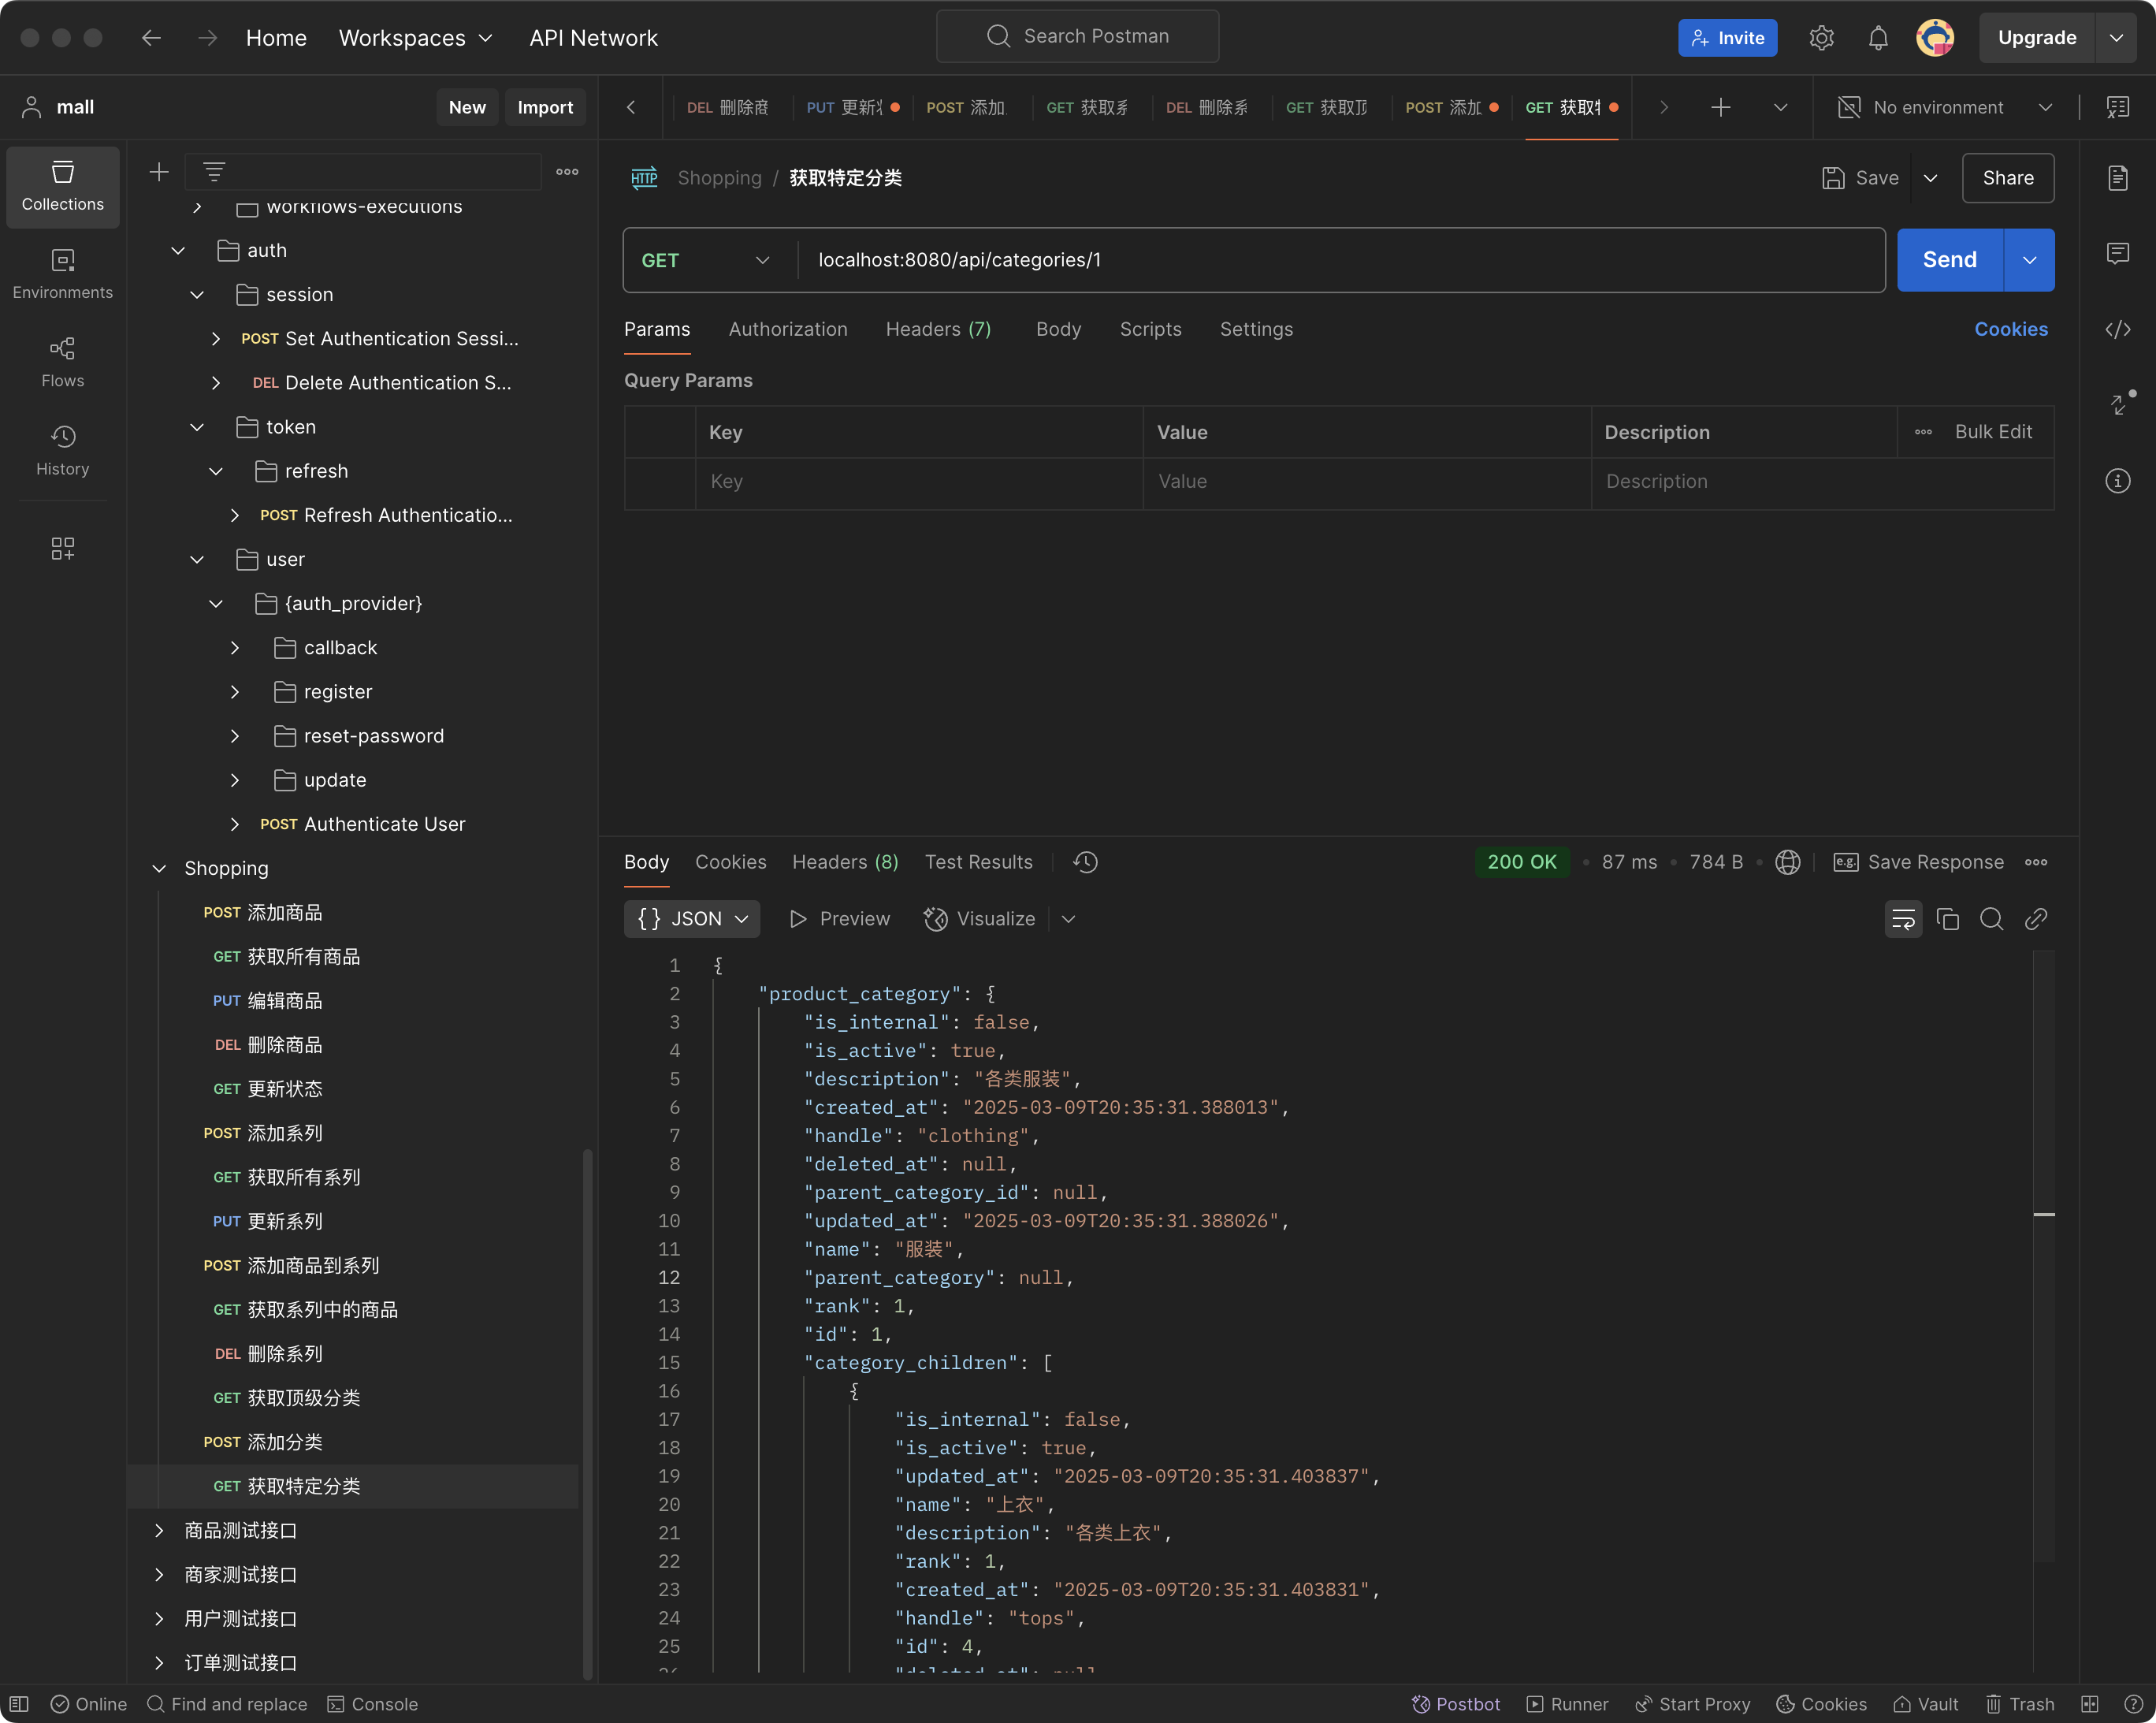 Home Workspaces API Network Search Postman Invite Upgrade
mall New Import
DEL 删除商 PUT 更新 POST 添加 GET 获取系 DEL 删除系 GET 获取顶 POST 添加 GET 获取 No environment
Collections
Environments
Flows
History
workflows-executions
auth
session
POST Set Authentication Sessi...
DEL Delete Authentication S...
token
refresh
POST Refresh Authenticatio...
user
{auth_provider}
callback
register
reset-password
update
POST Authenticate User
Shopping
POST 添加商品
GET 获取所有商品
PUT 编辑商品
DEL 删除商品
GET 更新状态
POST 添加系列
GET 获取所有系列
PUT 更新系列
POST 添加商品到系列
GET 获取系列中的商品
DEL 删除系列
GET 获取顶级分类
POST 添加分类
GET 获取特定分类
商品测试接口
商家测试接口
用户测试接口
订单测试接口
HTTP Shopping / 获取特定分类 Save Share
GET localhost:8080/api/categories/1 Send
Params Authorization Headers (7) Body Scripts Settings Cookies
Query Params
Key Value Description Bulk Edit
Key Value Description
Body Cookies Headers (8) Test Results 200 OK 87 ms 784 B e.g. Save Response
{} JSON Preview Visualize
1 {
2 "product_category": {
3 "is_internal": false,
4 "is_active": true,
5 "description": "各类服装",
6 "created_at": "2025-03-09T20:35:31.388013",
7 "handle": "clothing",
8 "deleted_at": null,
9 "parent_category_id": null,
10 "updated_at": "2025-03-09T20:35:31.388026",
11 "name": "服装",
12 "parent_category": null,
13 "rank": 1,
14 "id": 1,
15 "category_children": [
16 {
17 "is_internal": false,
18 "is_active": true,
19 "updated_at": "2025-03-09T20:35:31.403837",
20 "name": "上衣",
21 "description": "各类上衣",
22 "rank": 1,
23 "created_at": "2025-03-09T20:35:31.403831",
24 "handle": "tops",
25 "id": 4,
Online Find and replace Console Postbot Runner Start Proxy Cookies Vault Trash